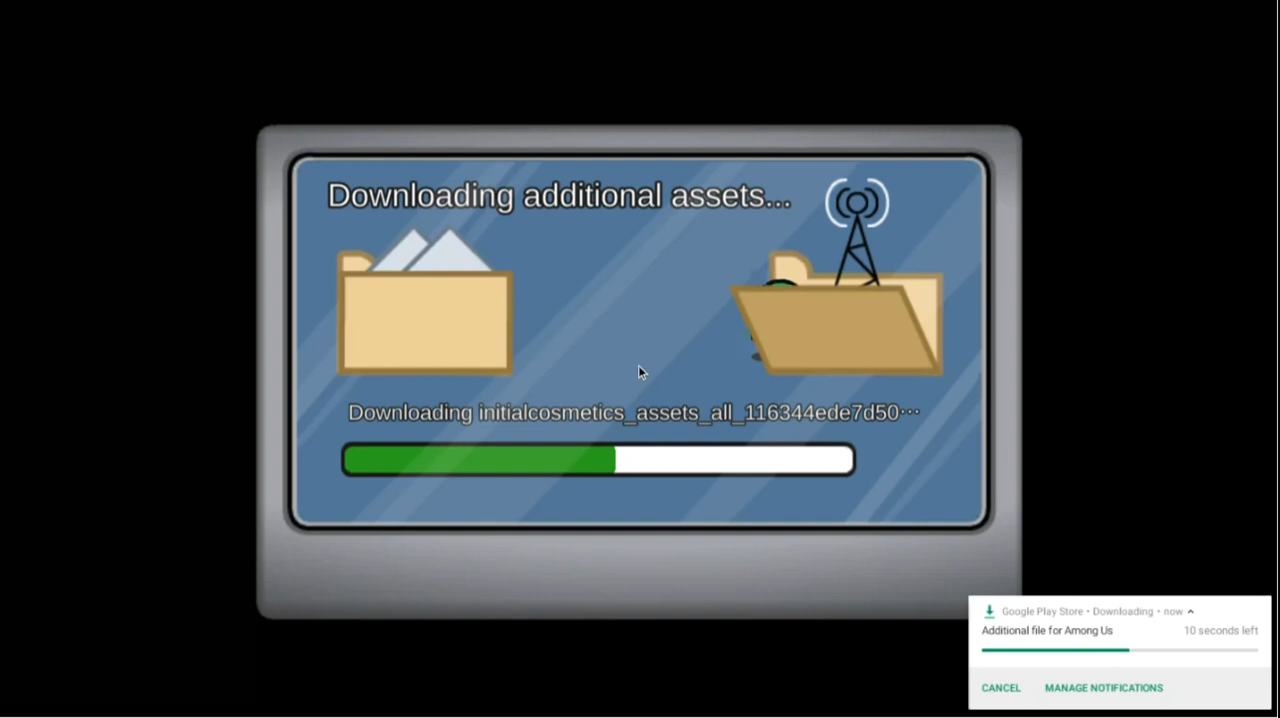 Downloading additional assets...
Downloading initialcosmetics_assets_all_116344ede7d50···
Google Play Store • Downloading • now
Additional file for Among Us
10 seconds left
CANCEL
MANAGE NOTIFICATIONS